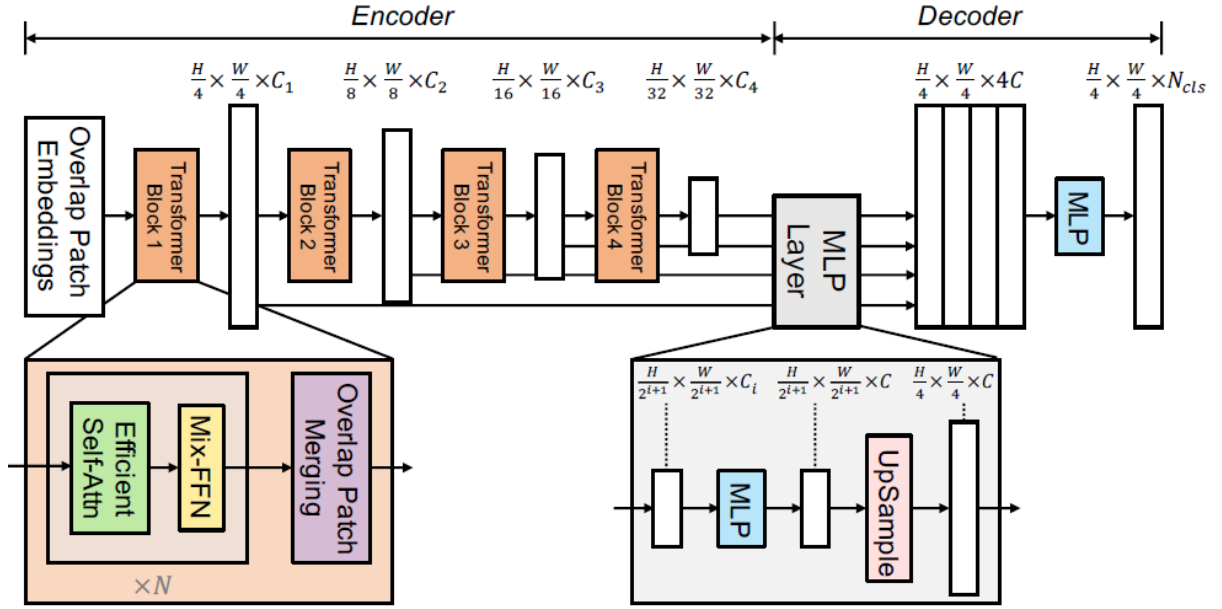 Encoder
Decoder
H/4 × W/4 × C₁
H/8 × W/8 × C₂
H/16 × W/16 × C₃
H/32 × W/32 × C₄
H/4 × W/4 × 4C
H/4 × W/4 × N_cls
Overlap Patch
Embeddings
Transformer
Block 1
Transformer
Block 2
Transformer
Block 3
Transformer
Block 4
MLP
Layer
MLP
Efficient
Self-Attn
Mix-FFN
×N
Overlap Patch
Merging
H/2^{i+1} × W/2^{i+1} × C_i
H/2^{i+1} × W/2^{i+1} × C
H/4 × W/4 × C
MLP
UpSample